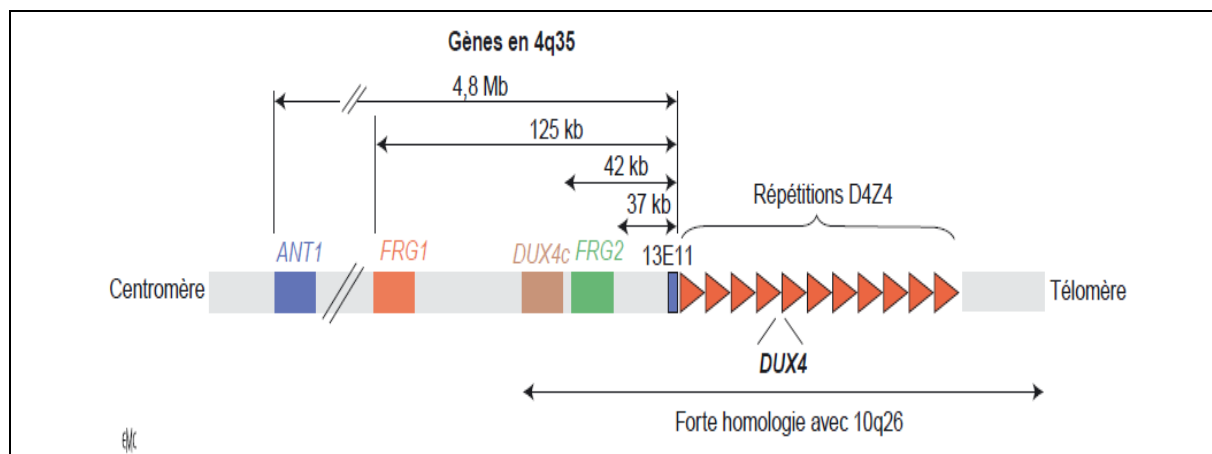 Gènes en 4q35
4,8 Mb
125 kb
42 kb
37 kb
Répétitions D4Z4
ANT1
FRG1
DUX4c
FRG2
13E11
Centromère
Télomère
DUX4
Forte homologie avec 10q26
EMC